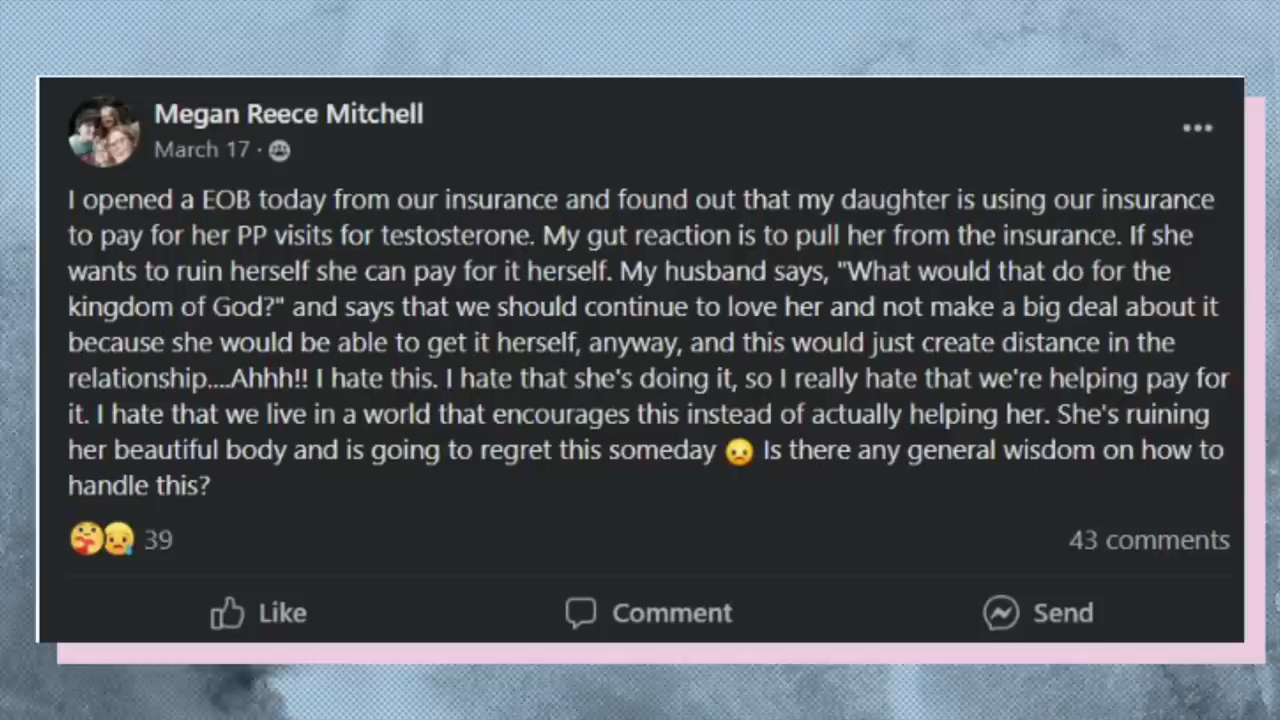 Megan Reece Mitchell
March 17 ·
I opened a EOB today from our insurance and found out that my daughter is using our insurance
to pay for her PP visits for testosterone. My gut reaction is to pull her from the insurance. If she
wants to ruin herself she can pay for it herself. My husband says, "What would that do for the
kingdom of God?" and says that we should continue to love her and not make a big deal about it
because she would be able to get it herself, anyway, and this would just create distance in the
relationship....Ahhh!! I hate this. I hate that she's doing it, so I really hate that we're helping pay for
it. I hate that we live in a world that encourages this instead of actually helping her. She's ruining
her beautiful body and is going to regret this someday 😟 Is there any general wisdom on how to
handle this?
39
43 comments
Like
Comment
Send